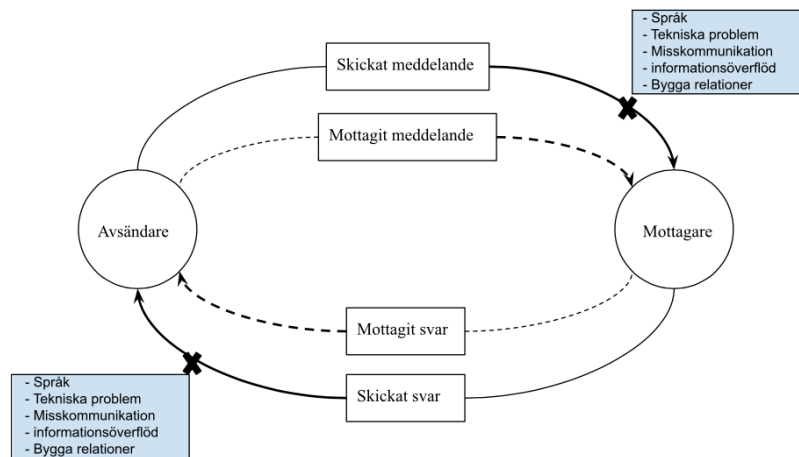 - Språk
- Tekniska problem
- Misskommunikation
- informationsöverflöd
- Bygga relationer
Skickat meddelande
Mottagit meddelande
Avsändare
Mottagare
Mottagit svar
Skickat svar
- Språk
- Tekniska problem
- Misskommunikation
- informationsöverflöd
- Bygga relationer